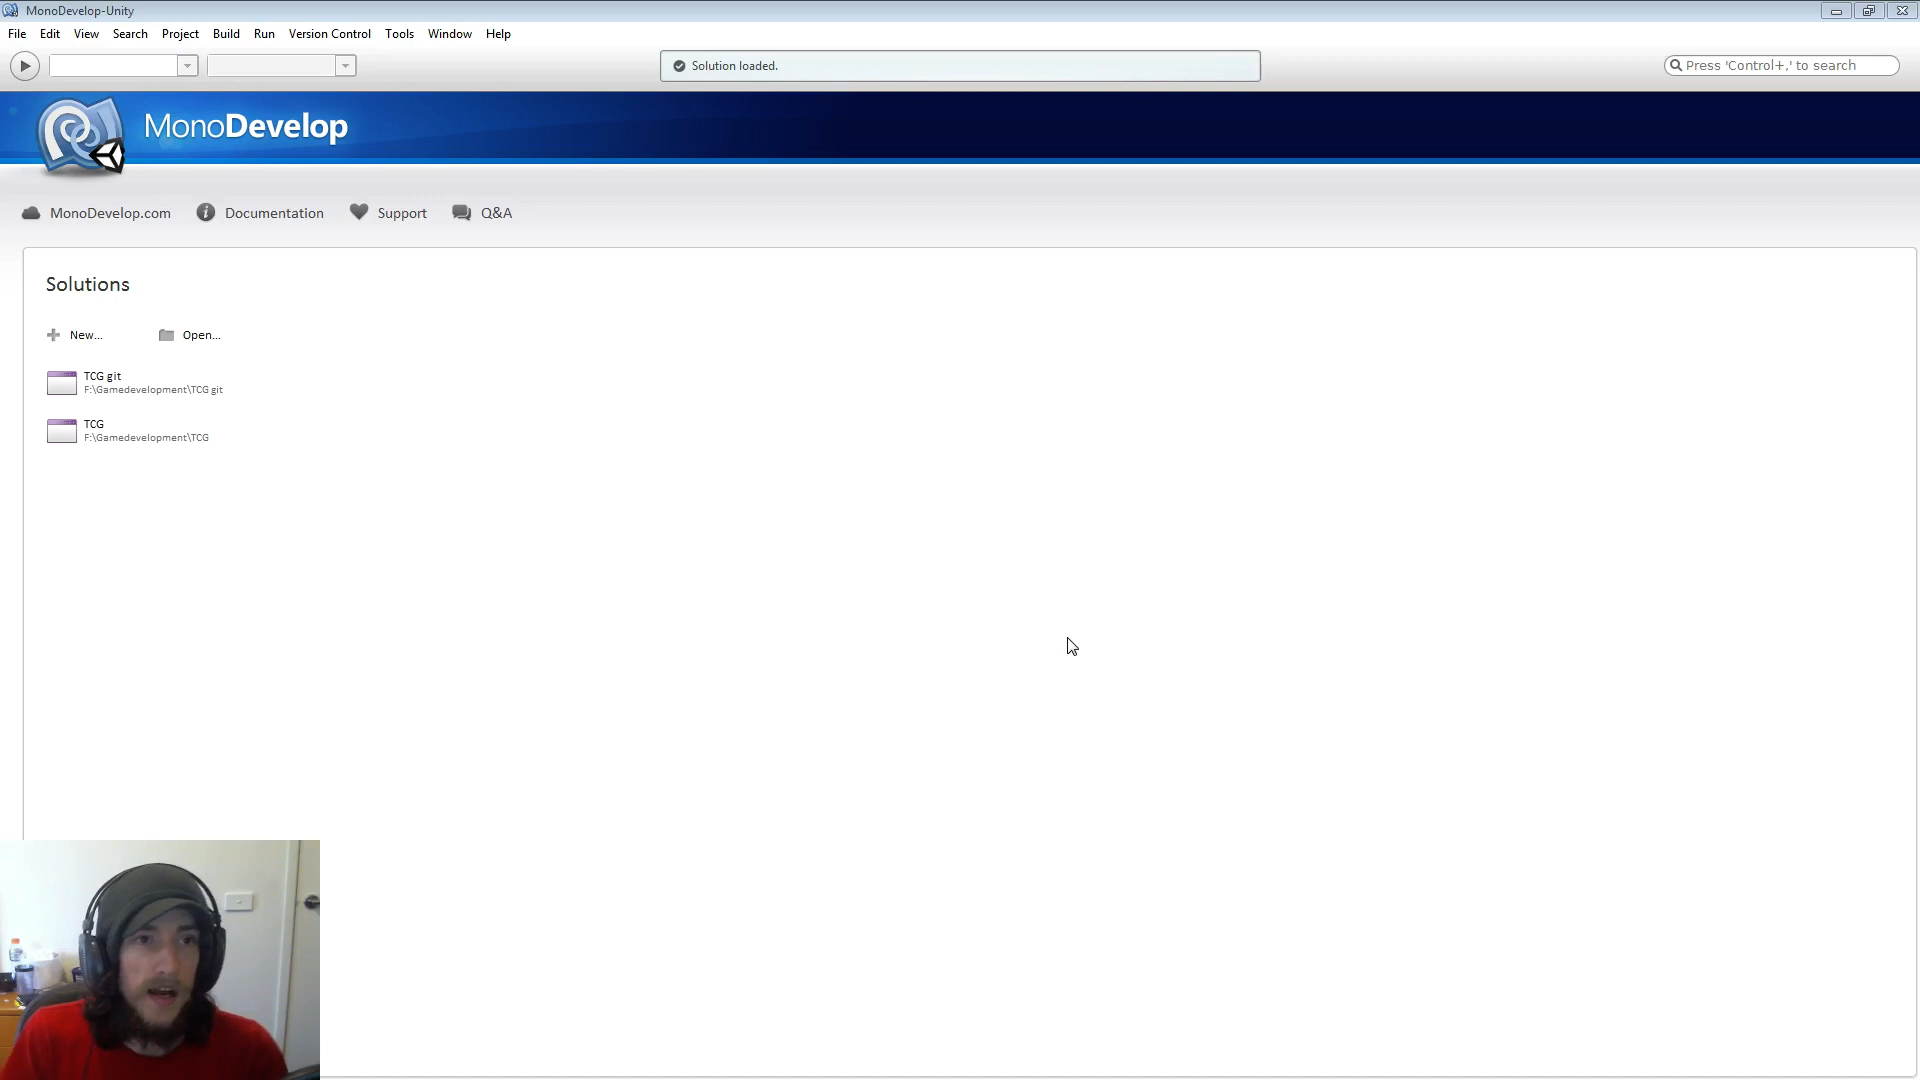 MonoDevelop-Unity
File Edit View Search Project Build Run Version Control Tools Window Help
Solution loaded.
Press 'Control+,' to search
MonoDevelop
MonoDevelop.com Documentation Support Q&A
Solutions
New... Open...
TCG git
F:\Gamedevelopment\TCG git
TCG
F:\Gamedevelopment\TCG